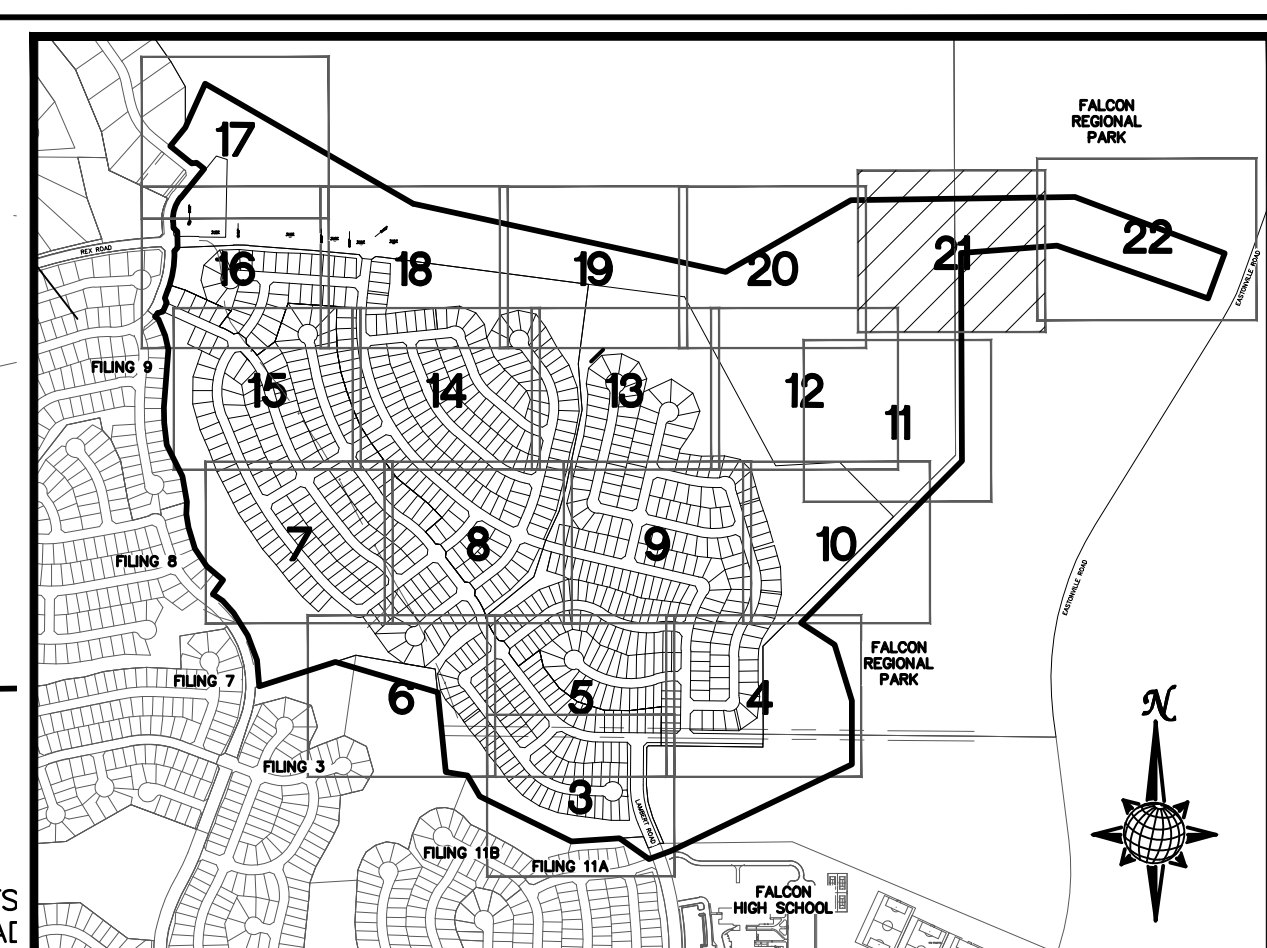 FALCON
REGIONAL
PARK
17
22
21
REX ROAD
16
18
19
20
EASTONVILLE ROAD
FILING 9
15
14
13
12
11
FILING 8
7
8
9
10
EASTONVILLE ROAD
FALCON
REGIONAL
PARK
FILING 7
6
5
4
N
FILING 3
3
LAMBERT ROAD
FILING 11B
FILING 11A
FALCON
HIGH SCHOOL